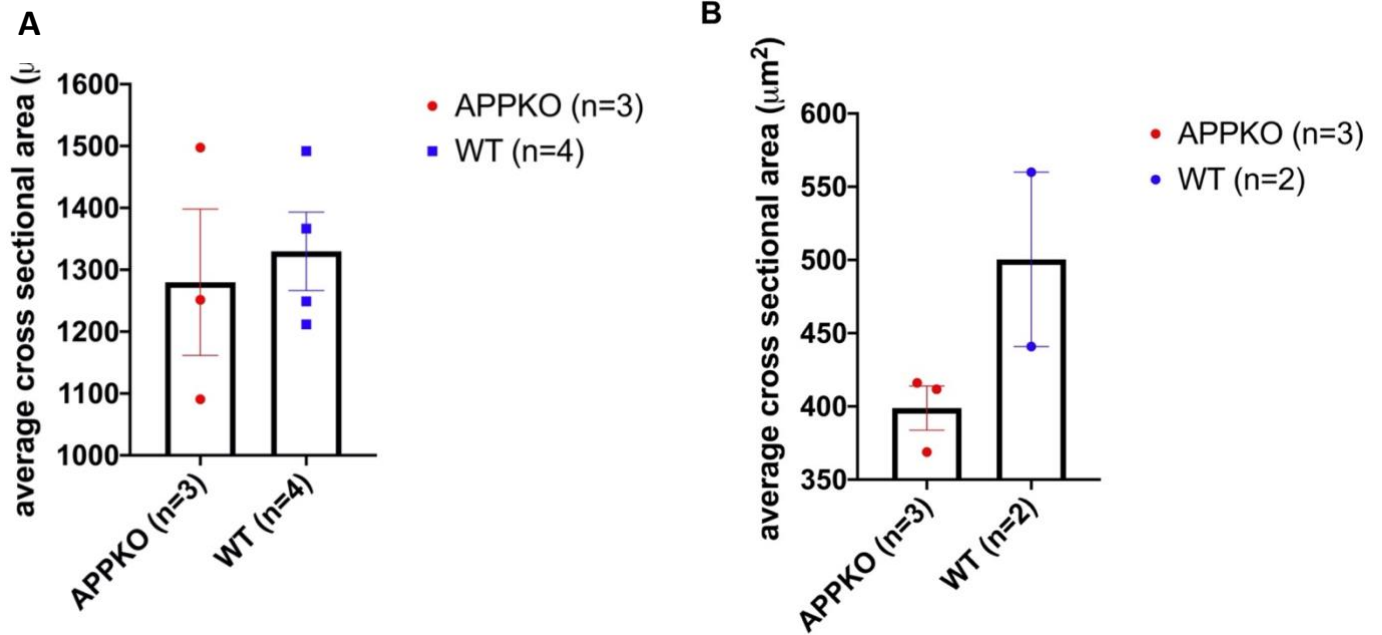 A
average cross sectional area (μ
1600
1500
1400
1300
1200
1100
1000
APPKO (n=3)
WT (n=4)
APPKO (n=3)
WT (n=4)
B
average cross sectional area (μm²)
600
550
500
450
400
350
APPKO (n=3)
WT (n=2)
APPKO (n=3)
WT (n=2)